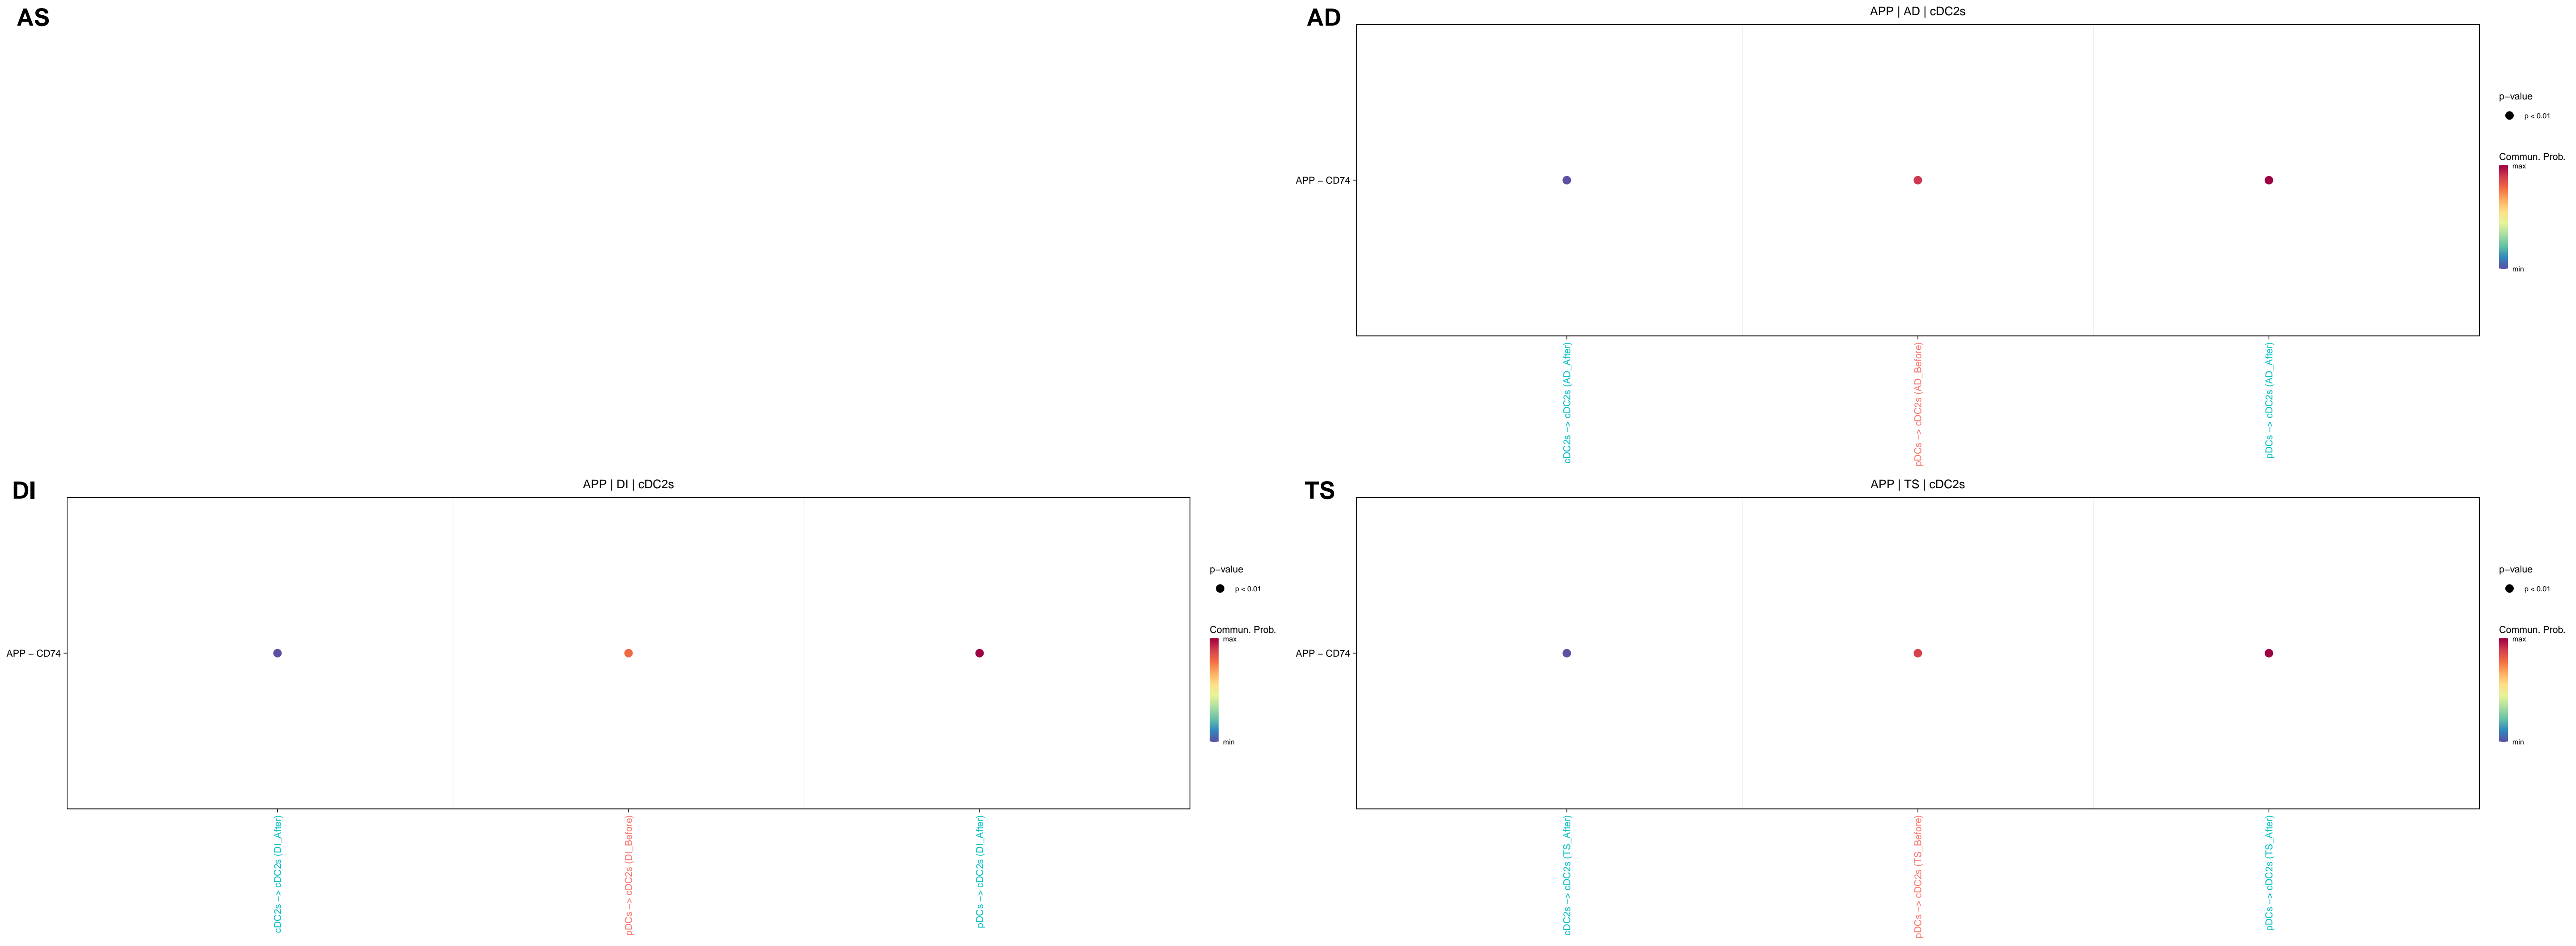 AS
AD
APP | AD | cDC2s
APP − CD74
cDC2s −> cDC2s (AD_After)
pDCs −> cDC2s (AD_Before)
pDCs −> cDC2s (AD_After)
p−value
p < 0.01
Commun. Prob.
max
min
DI
APP | DI | cDC2s
APP − CD74
cDC2s −> cDC2s (DI_After)
pDCs −> cDC2s (DI_Before)
pDCs −> cDC2s (DI_After)
p−value
p < 0.01
Commun. Prob.
max
min
TS
APP | TS | cDC2s
APP − CD74
cDC2s −> cDC2s (TS_After)
pDCs −> cDC2s (TS_Before)
pDCs −> cDC2s (TS_After)
p−value
p < 0.01
Commun. Prob.
max
min